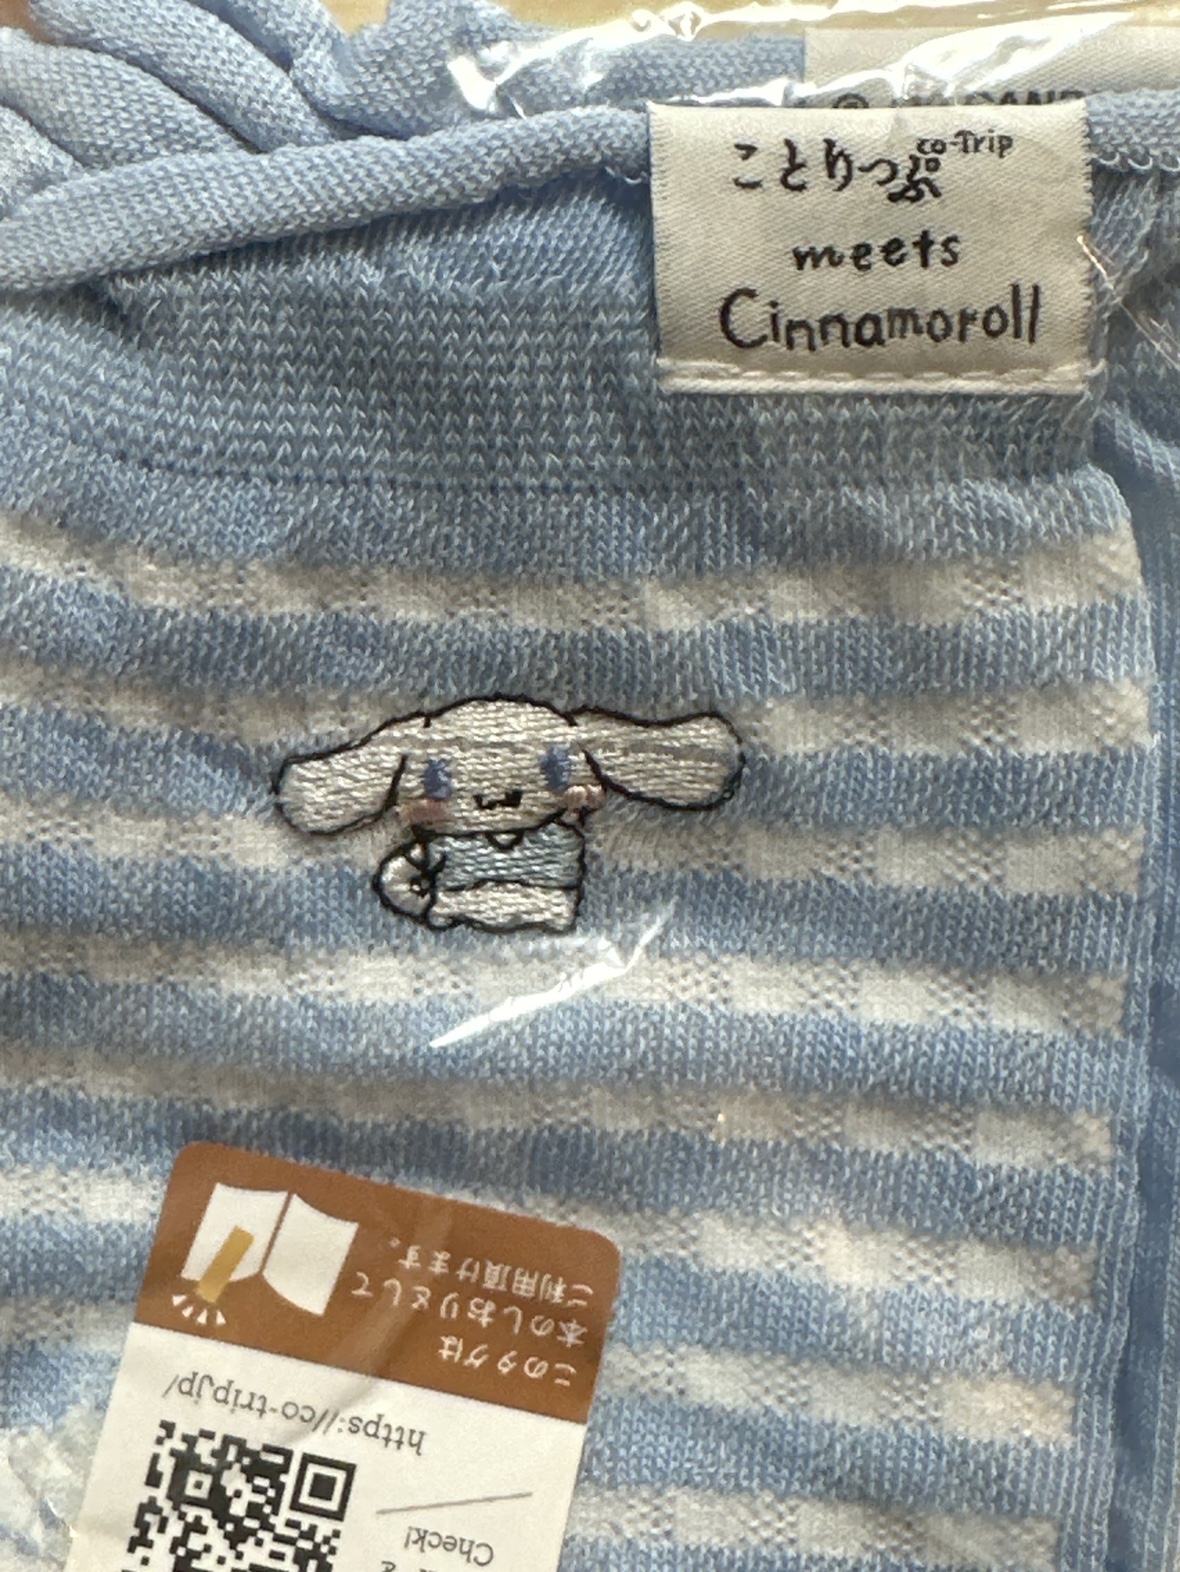 ことりっぷ co-Trip
meets
Cinnamoroll
このタグは
本のしおりとして
ご利用頂けます。
https://co-trip.jp/
Check!